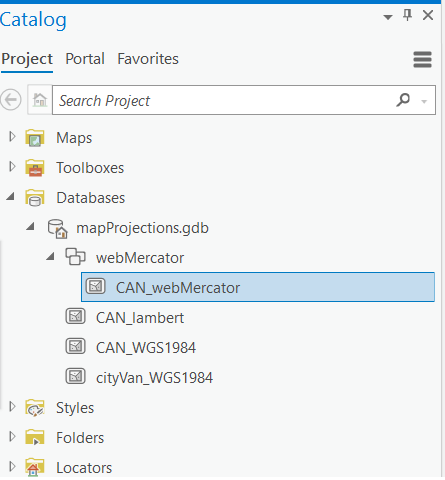 Catalog
Project Portal Favorites
Search Project
Maps
Toolboxes
Databases
mapProjections.gdb
webMercator
CAN_webMercator
CAN_lambert
CAN_WGS1984
cityVan_WGS1984
Styles
Folders
Locators